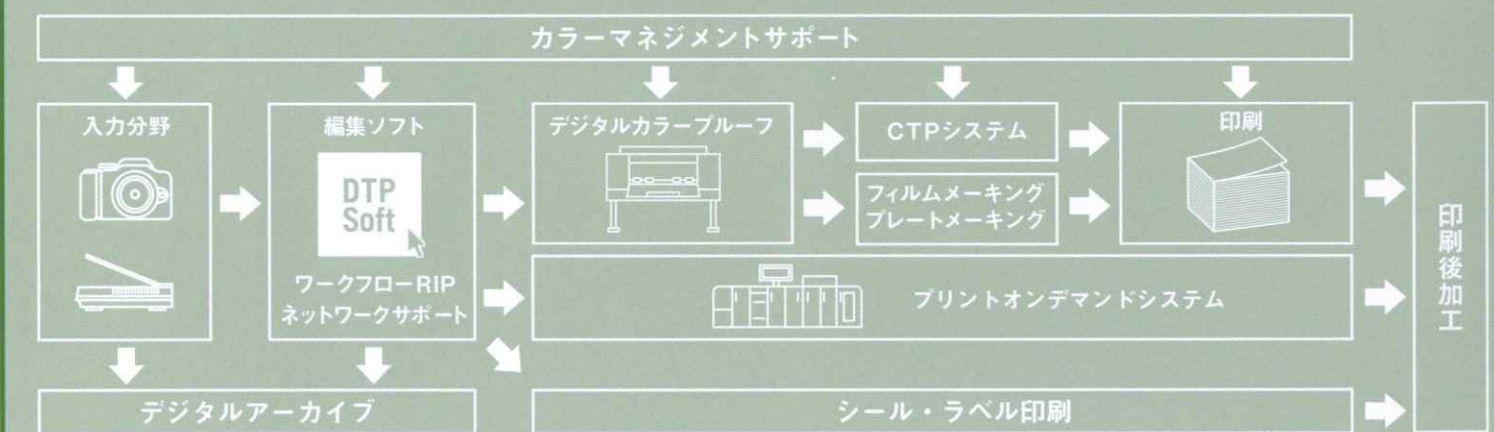 カラーマネジメントサポート
入力分野
編集ソフト
DTP
Soft
ワークフローRIP
ネットワークサポート
デジタルカラープルーフ
CTPシステム
フィルムメーキング
プレートメーキング
印刷
プリントオンデマンドシステム
デジタルアーカイブ
シール・ラベル印刷
印刷後加工